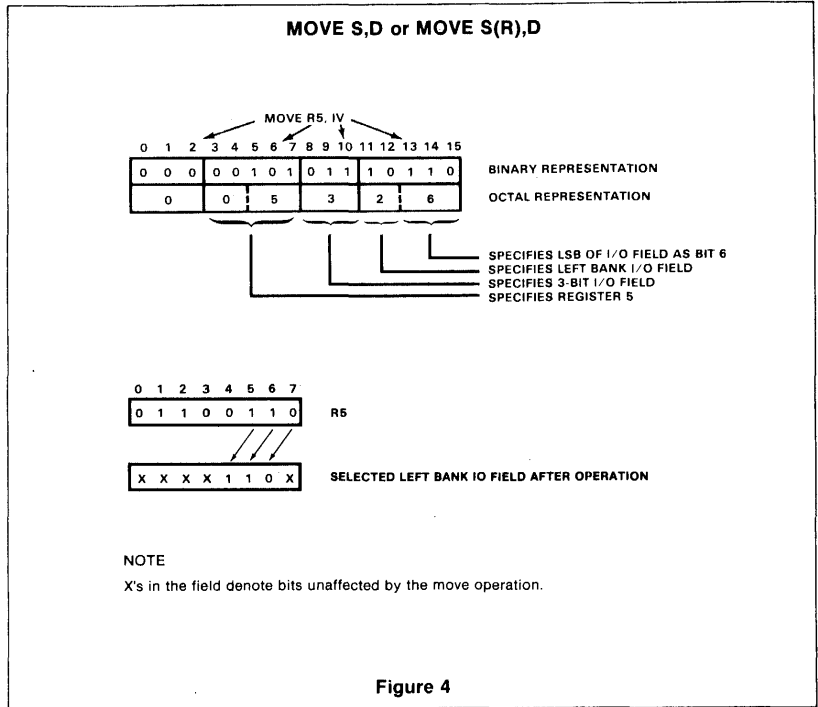 MOVE S,D or MOVE S(R),D
MOVE R5, IV
0 1 2 3 4 5 6 7 8 9 10 11 12 13 14 15
0 0 0 0 0 1 0 1 0 1 1 1 0 1 1 0 BINARY REPRESENTATION
0 0 5 3 2 6 OCTAL REPRESENTATION
SPECIFIES LSB OF I/O FIELD AS BIT 6
SPECIFIES LEFT BANK I/O FIELD
SPECIFIES 3-BIT I/O FIELD
SPECIFIES REGISTER 5
0 1 2 3 4 5 6 7
0 1 1 0 0 1 1 0 R5
X X X X 1 1 0 X SELECTED LEFT BANK IO FIELD AFTER OPERATION
NOTE
X's in the field denote bits unaffected by the move operation.
Figure 4